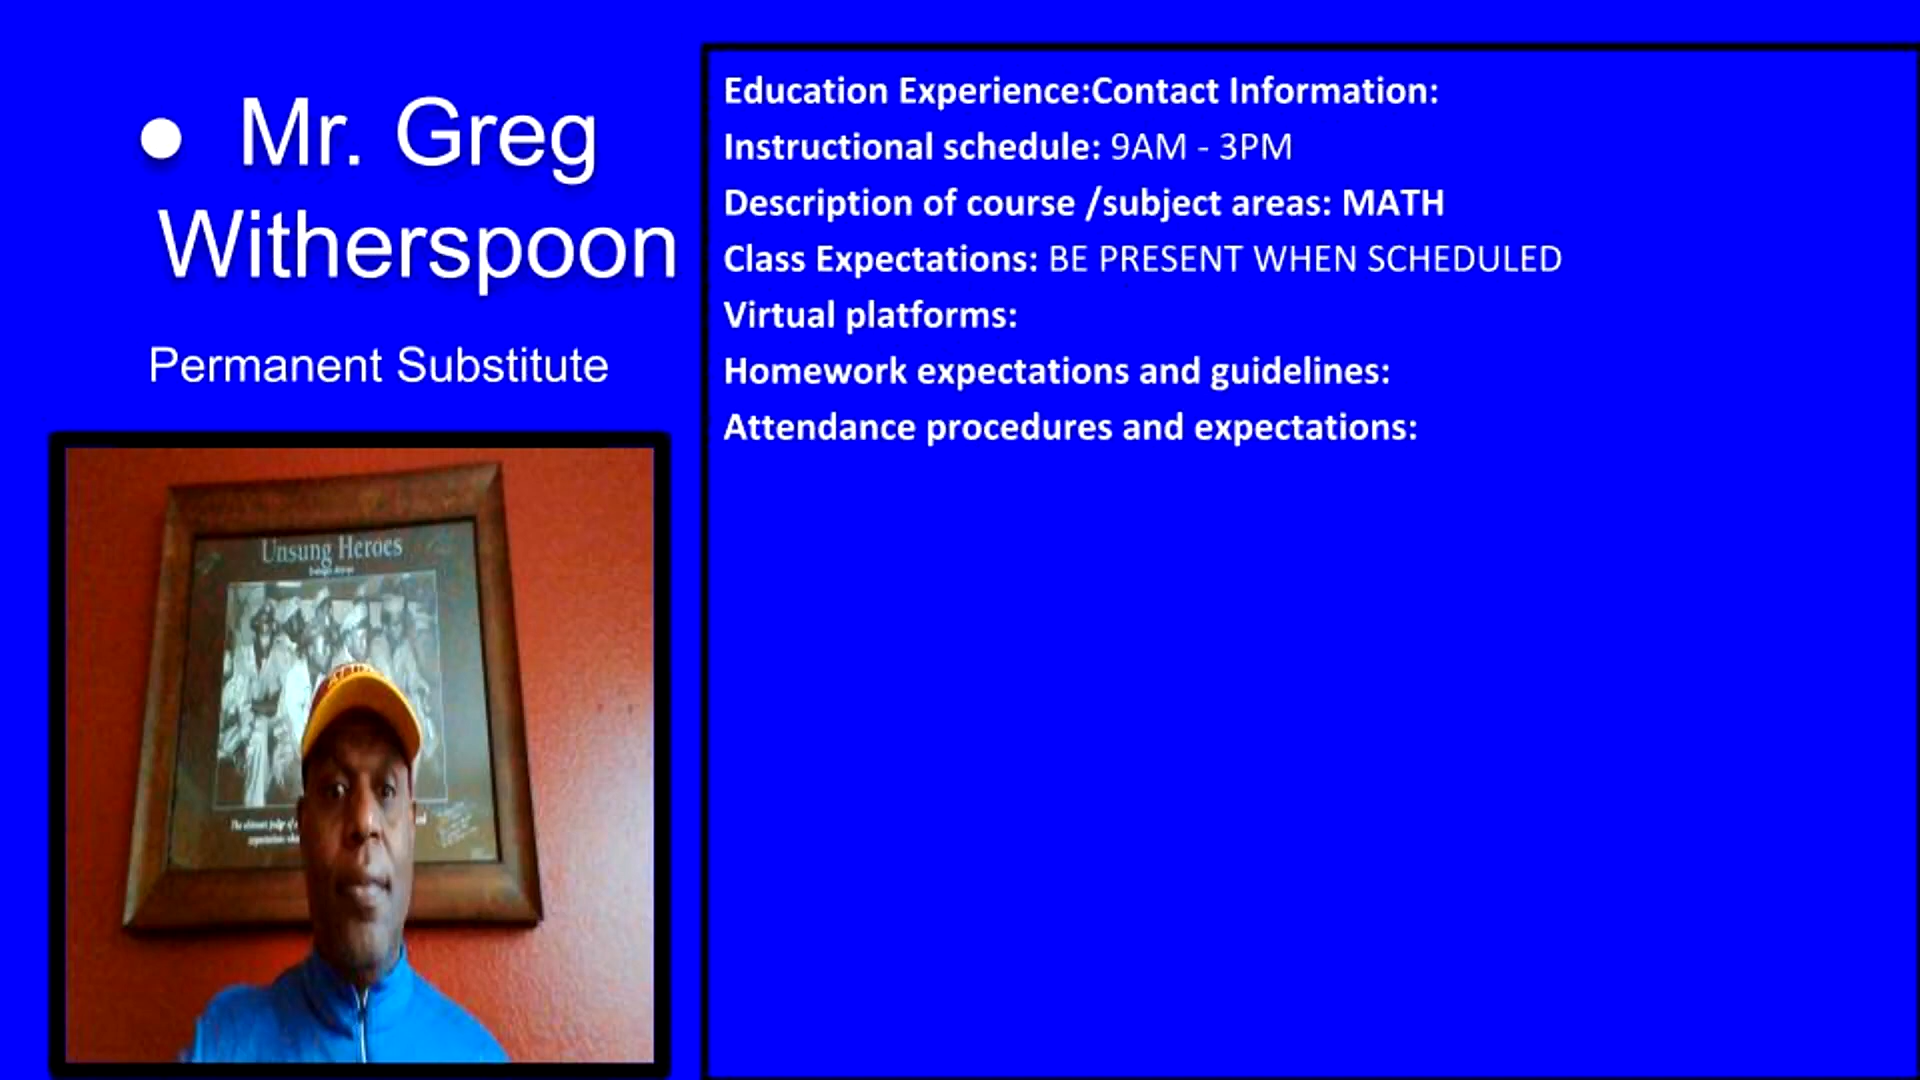 ● Mr. Greg
Witherspoon
Permanent Substitute
Education Experience:Contact Information:
Instructional schedule: 9AM - 3PM
Description of course /subject areas: MATH
Class Expectations: BE PRESENT WHEN SCHEDULED
Virtual platforms:
Homework expectations and guidelines:
Attendance procedures and expectations:
Unsung Heroes